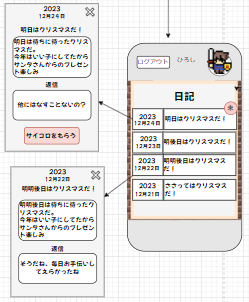 2023
12月24日
明日はクリスマスだ！
明日は待ちに待ったクリス
マスだ。
今年はいい子にしてたから
サンタさんからのプレゼン
ト楽しみ
返信
他にはなすことないの？
サイコロをもらう
2023
12月22日
明明後日はクリスマスだ！
明明後日は待ちに待ったク
リスマスだ。
今年はいい子にしてたから
サンタさんからのプレゼン
ト楽しみ
返信
そうだね、毎日お手伝いし
てえらかったね
ログアウト
ひろし
日記
2023
12月24日
明日はクリスマスだ！
2023
12月23日
明後日はクリスマスだ！
2023
12月22日
明明後日はクリスマスだ！
2023
12月21日
ささってはクリスマス
だ！